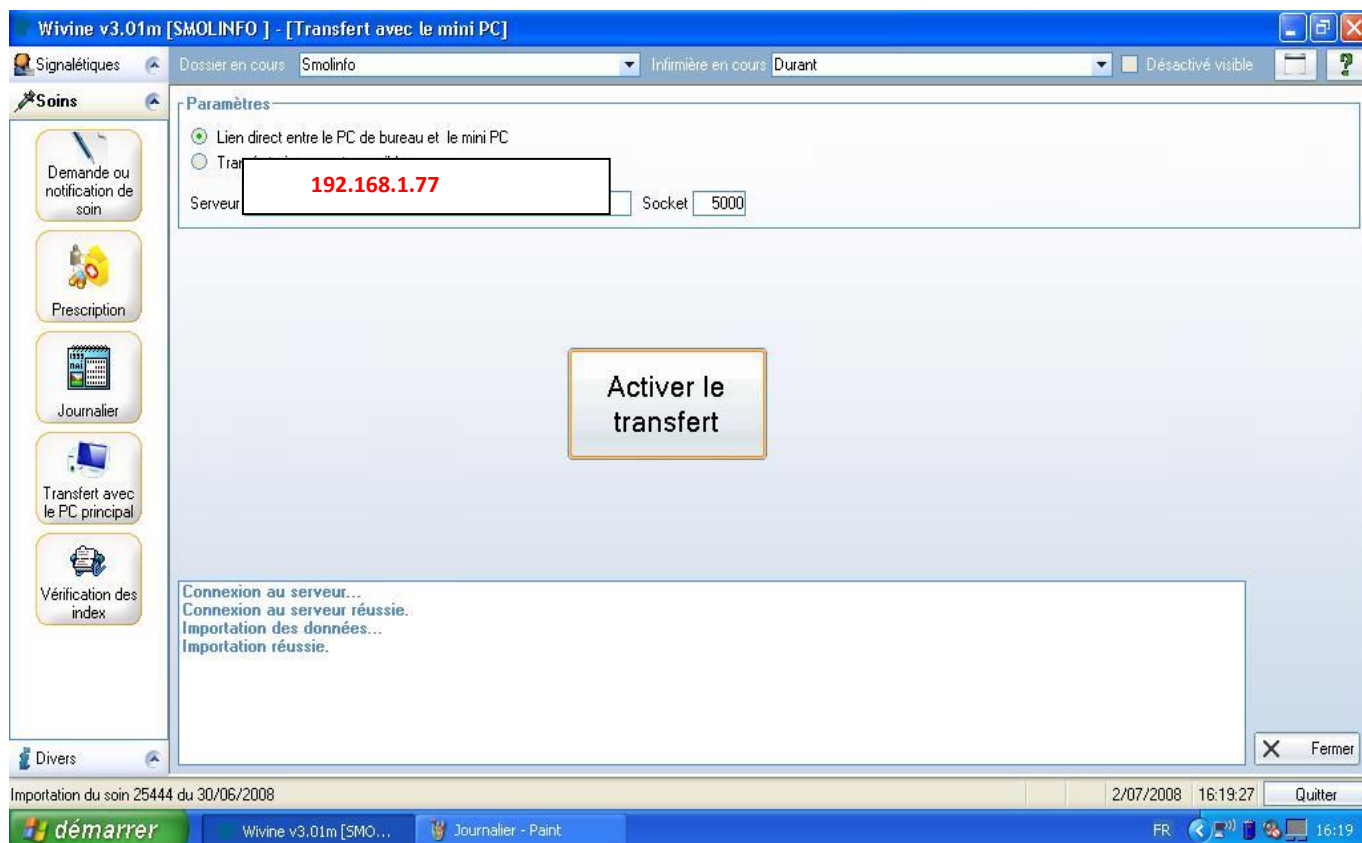 Wivine v3.01m [SMOLINFO ] - [Transfert avec le mini PC]
Signalétiques
Dossier en cours Smolinfo Infirmière en cours Durant Désactivé visible ?
Soins
Paramètres
Lien direct entre le PC de bureau et le mini PC
192.168.1.77
Serveur Socket 5000
Demande ou
notification de
soin
Prescription
Journalier
Transfert avec
le PC principal
Vérification des
index
Activer le
transfert
Connexion au serveur...
Connexion au serveur réussie.
Importation des données...
Importation réussie.
Divers
Fermer
Importation du soin 25444 du 30/06/2008 2/07/2008 16:19:27 Quitter
démarrer Wivine v3.01m [SMO... Journalier - Paint FR 16:19